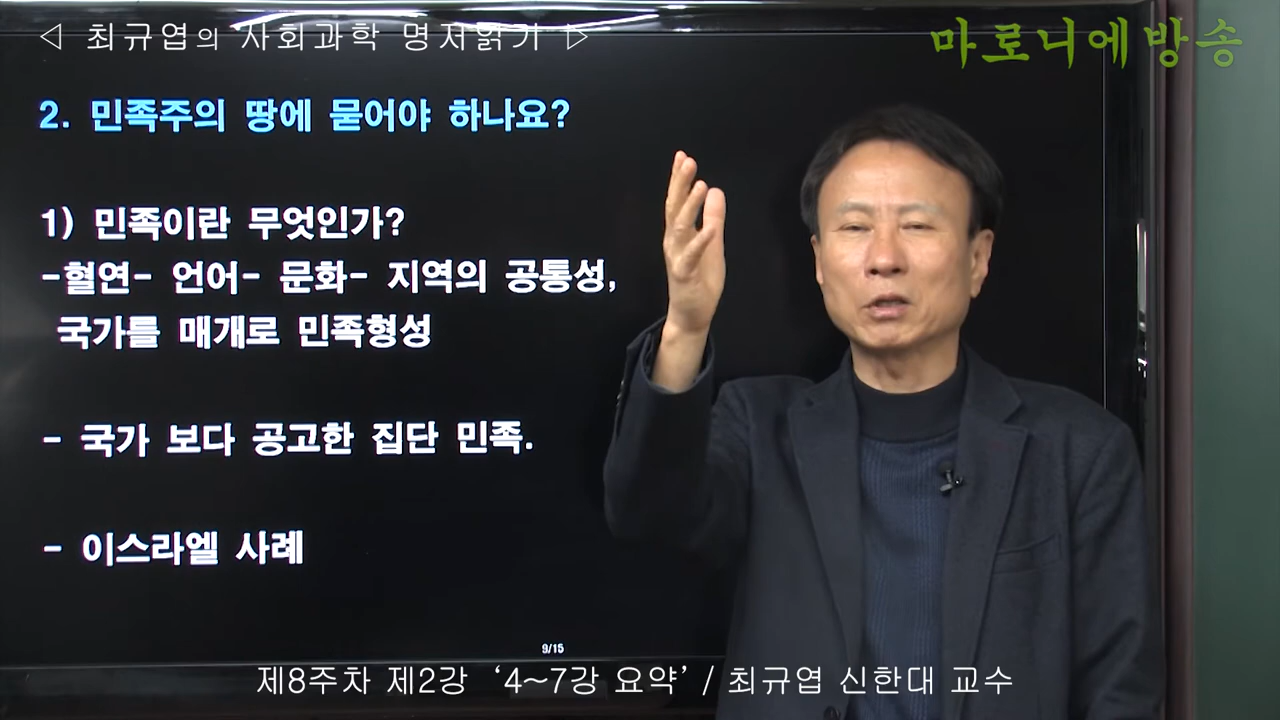 ◁ 최규엽의 사회과학 명저읽기 ▷
마로니에방송
2. 민족주의 땅에 묻어야 하나요?
1) 민족이란 무엇인가?
-혈연- 언어- 문화- 지역의 공통성,
국가를 매개로 민족형성
- 국가 보다 공고한 집단 민족.
- 이스라엘 사례
9/15
제8주차 제2강 ‘4~7강 요약’ / 최규엽 신한대 교수